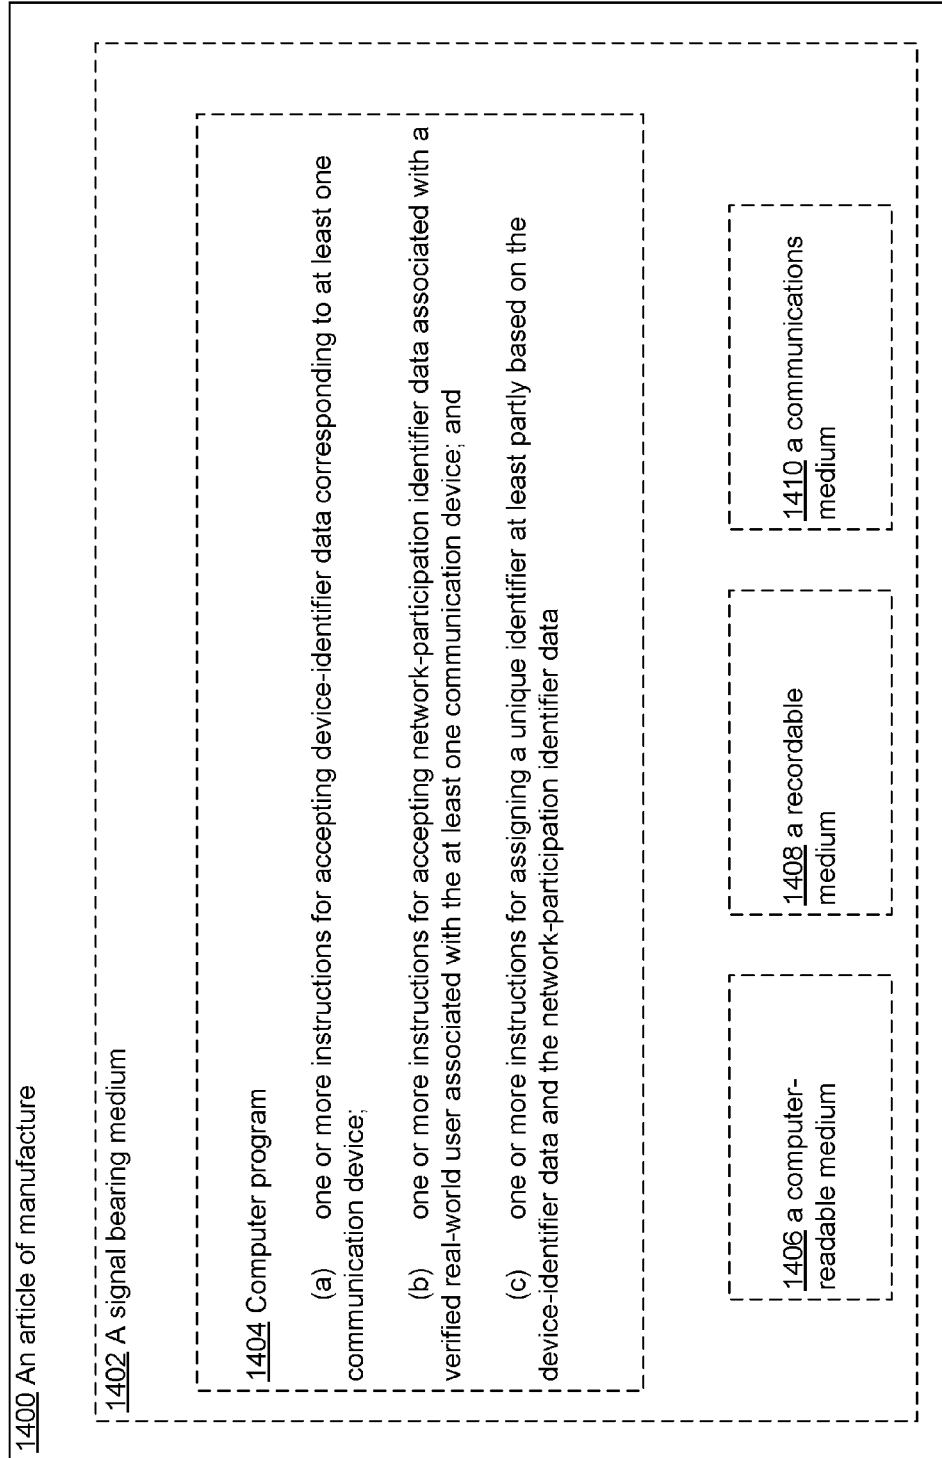 1400 An article of manufacture
1402 A signal bearing medium
1404 Computer program
(a) one or more instructions for accepting device-identifier data corresponding to at least one
communication device;
(b) one or more instructions for accepting network-participation identifier data associated with a
verified real-world user associated with the at least one communication device; and
(c) one or more instructions for assigning a unique identifier at least partly based on the
device-identifier data and the network-participation identifier data
1406 a computer-
readable medium
1408 a recordable
medium
1410 a communications
medium